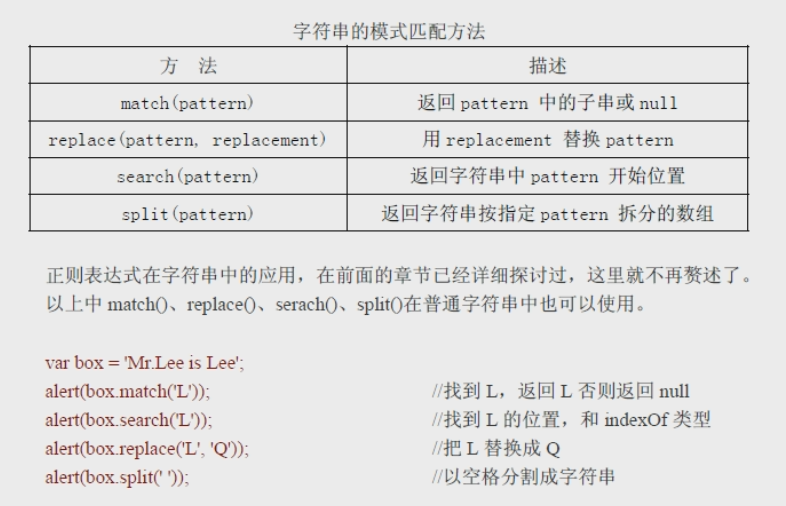 字符串的模式匹配方法
方 法 描述
match(pattern) 返回 pattern 中的子串或 null
replace(pattern, replacement) 用 replacement 替换 pattern
search(pattern) 返回字符串中 pattern 开始位置
split(pattern) 返回字符串按指定 pattern 拆分的数组
正则表达式在字符串中的应用，在前面的章节已经详细探讨过，这里就不再赘述了。
以上中 match()、replace()、serach()、split()在普通字符串中也可以使用。
var box = 'Mr.Lee is Lee';
alert(box.match('L')); //找到 L，返回 L 否则返回 null
alert(box.search('L')); //找到 L 的位置，和 indexOf 类型
alert(box.replace('L', 'Q')); //把 L 替换成 Q
alert(box.split(' ')); //以空格分割成字符串